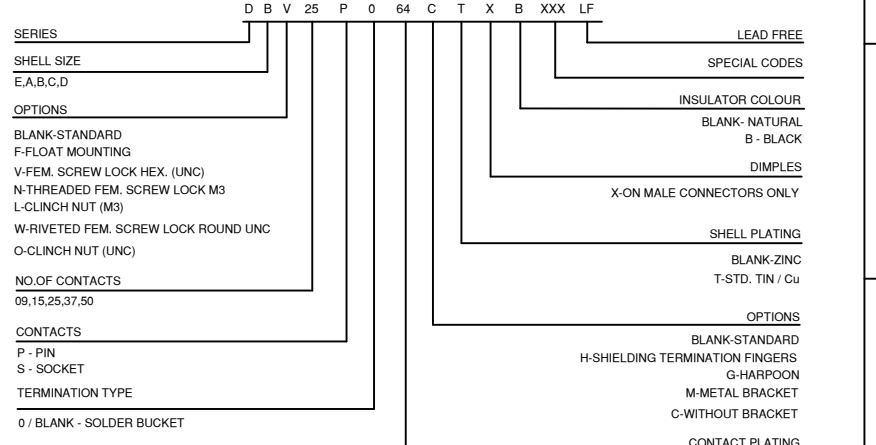 D B V 25 P 0 64 C T X B XXX LF
SERIES
SHELL SIZE
E,A,B,C,D
OPTIONS
BLANK-STANDARD
F-FLOAT MOUNTING
V-FEM. SCREW LOCK HEX. (UNC)
N-THREADED FEM. SCREW LOCK M3
L-CLINCH NUT (M3)
W-RIVETED FEM. SCREW LOCK ROUND UNC
O-CLINCH NUT (UNC)
NO.OF CONTACTS
09,15,25,37,50
CONTACTS
P - PIN
S - SOCKET
TERMINATION TYPE
0 / BLANK - SOLDER BUCKET
LEAD FREE
SPECIAL CODES
INSULATOR COLOUR
BLANK- NATURAL
B - BLACK
DIMPLES
X-ON MALE CONNECTORS ONLY
SHELL PLATING
BLANK-ZINC
T-STD. TIN / Cu
OPTIONS
BLANK-STANDARD
H-SHIELDING TERMINATION FINGERS
G-HARPOON
M-METAL BRACKET
C-WITHOUT BRACKET
CONTACT PLATING